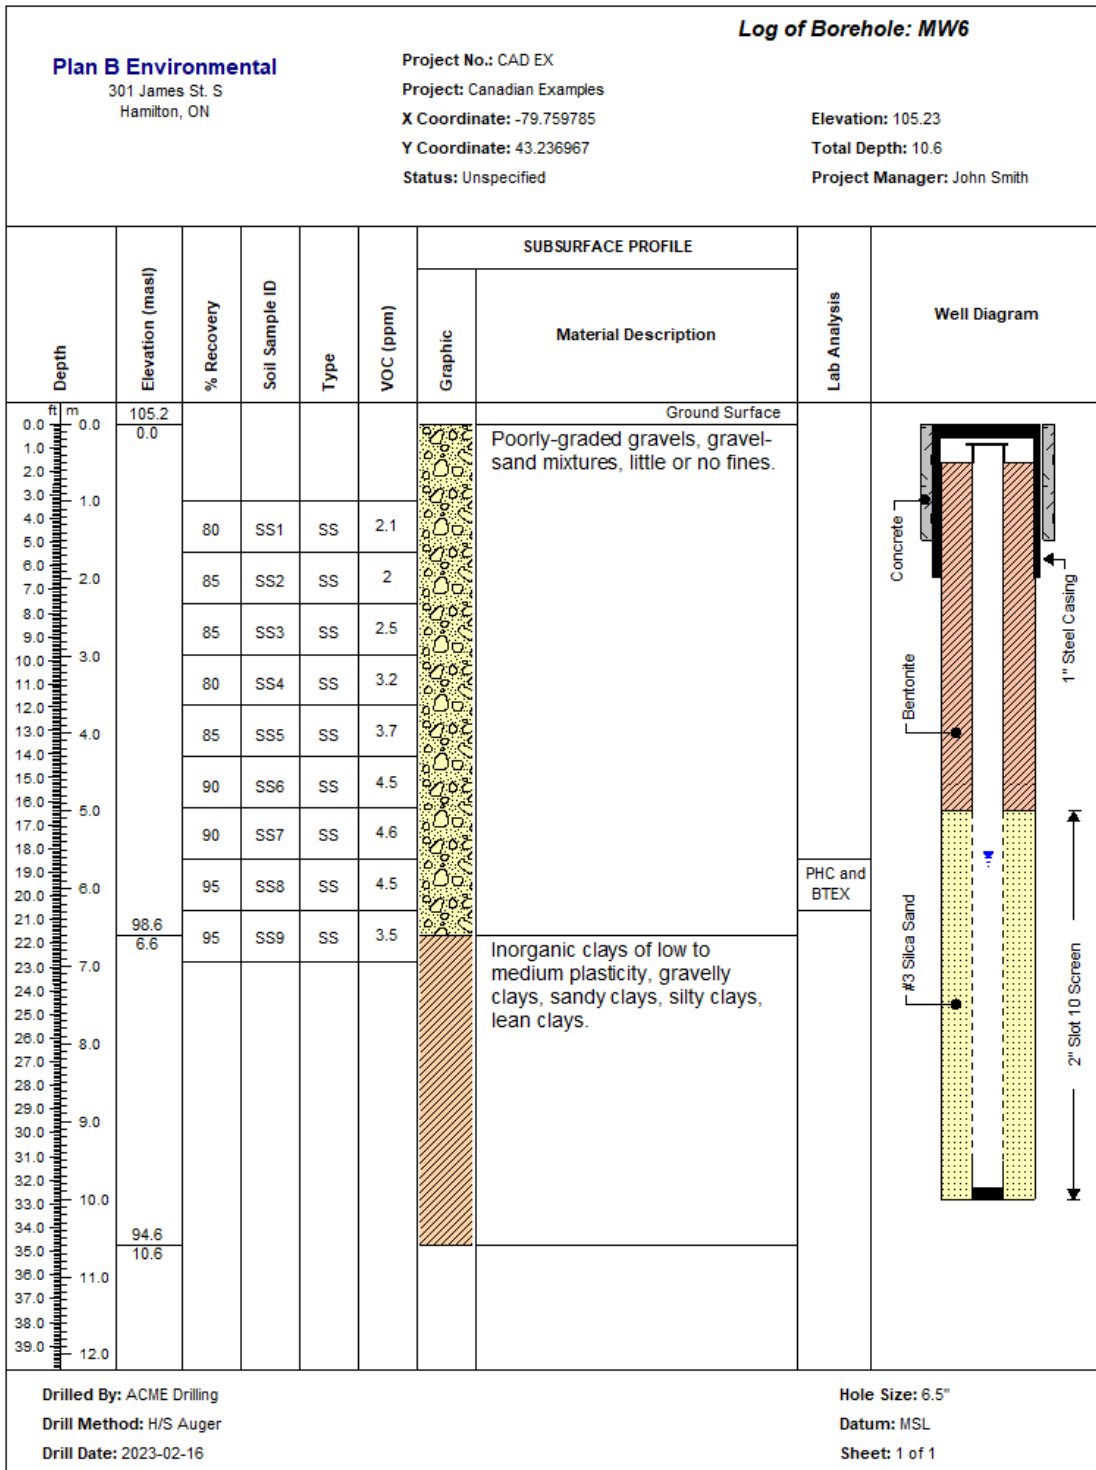 Log of Borehole: MW6
Plan B Environmental
301 James St. S
Hamilton, ON
Project No.: CAD EX
Project: Canadian Examples
X Coordinate: -79.759785
Y Coordinate: 43.236967
Status: Unspecified
Elevation: 105.23
Total Depth: 10.6
Project Manager: John Smith
Depth
Elevation (masl)
% Recovery
Soil Sample ID
Type
VOC (ppm)
SUBSURFACE PROFILE
Graphic
Material Description
Lab Analysis
Well Diagram
ft m
0.0
1.0
2.0
3.0
4.0
5.0
6.0
7.0
8.0
9.0
10.0
11.0
12.0
13.0
14.0
15.0
16.0
17.0
18.0
19.0
20.0
21.0
22.0
23.0
24.0
25.0
26.0
27.0
28.0
29.0
30.0
31.0
32.0
33.0
34.0
35.0
36.0
37.0
38.0
39.0
0.0
1.0
2.0
3.0
4.0
5.0
6.0
7.0
8.0
9.0
10.0
11.0
12.0
105.2
0.0
98.6
6.6
94.6
10.6
80 SS1 SS 2.1
85 SS2 SS 2
85 SS3 SS 2.5
80 SS4 SS 3.2
85 SS5 SS 3.7
90 SS6 SS 4.5
90 SS7 SS 4.6
95 SS8 SS 4.5
95 SS9 SS 3.5
Ground Surface
Poorly-graded gravels, gravel-
sand mixtures, little or no fines.
Inorganic clays of low to
medium plasticity, gravelly
clays, sandy clays, silty clays,
lean clays.
PHC and
BTEX
Concrete
1" Steel Casing
Bentonite
#3 Silca Sand
2" Slot 10 Screen
Drilled By: ACME Drilling
Drill Method: H/S Auger
Drill Date: 2023-02-16
Hole Size: 6.5"
Datum: MSL
Sheet: 1 of 1